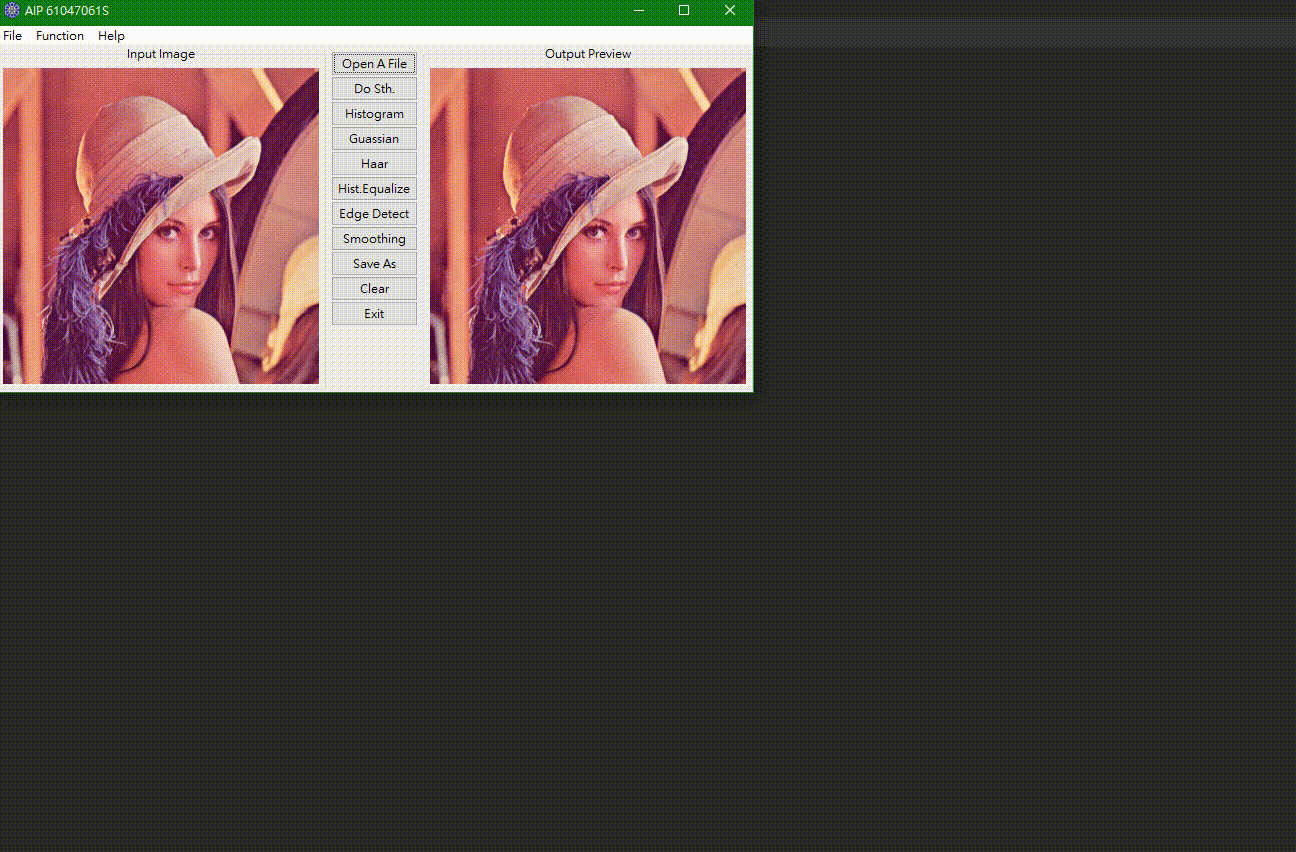 AIP 61047061S
File Function Help
Input Image
Open A File
Do Sth.
Histogram
Guassian
Haar
Hist.Equalize
Edge Detect
Smoothing
Save As
Clear
Exit
Output Preview